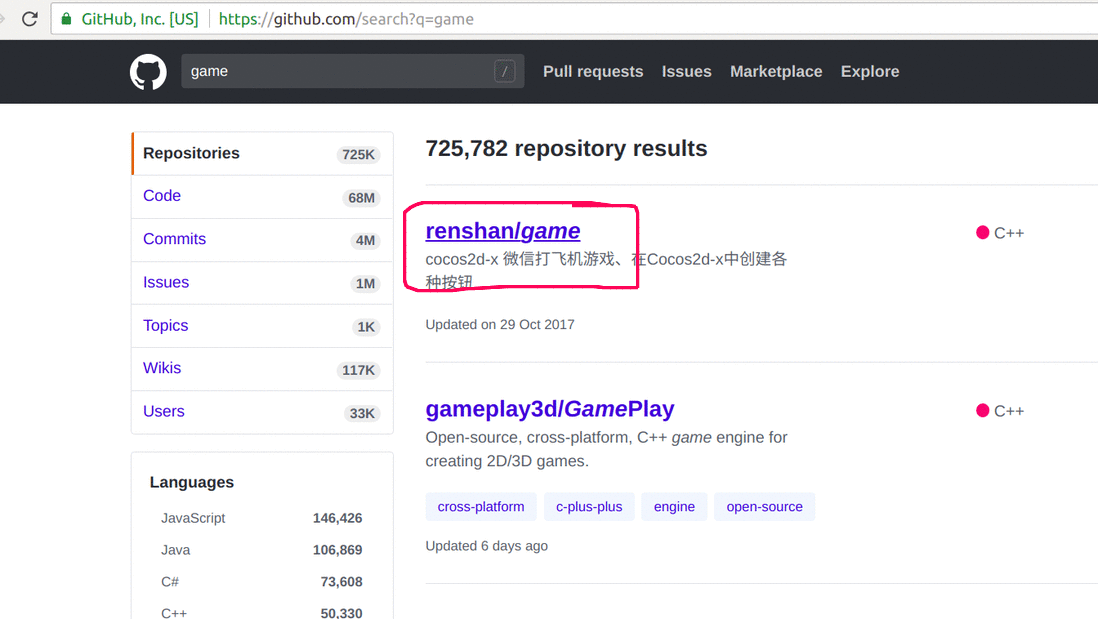 GitHub, Inc. [US] https://github.com/search?q=game
game / Pull requests Issues Marketplace Explore
Repositories 725K
Code 68M
Commits 4M
Issues 1M
Topics 1K
Wikis 117K
Users 33K
Languages
JavaScript 146,426
Java 106,869
C# 73,608
C++ 50,330
725,782 repository results
renshan/game
C++
cocos2d-x 微信打飞机游戏、在Cocos2d-x中创建各
种按钮
Updated on 29 Oct 2017
gameplay3d/GamePlay
C++
Open-source, cross-platform, C++ game engine for
creating 2D/3D games.
cross-platform c-plus-plus engine open-source
Updated 6 days ago